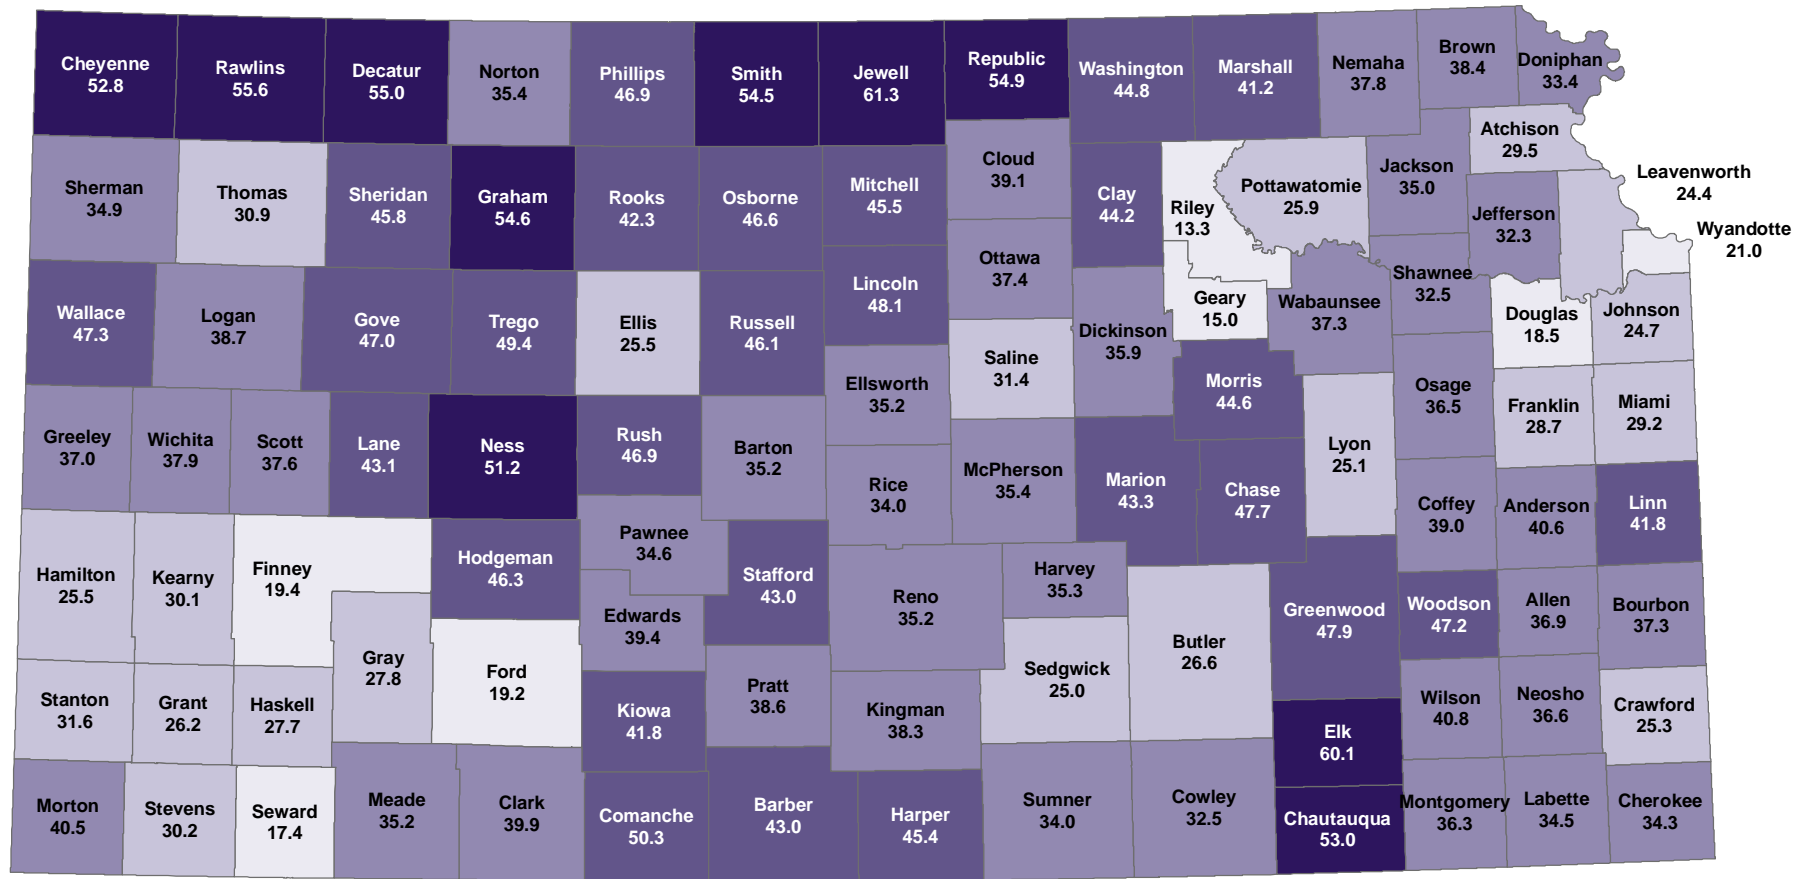 Cheyenne
52.8
Rawlins
55.6
Decatur
55.0
Norton
35.4
Phillips
46.9
Smith
54.5
Jewell
61.3
Republic
54.9
Washington
44.8
Marshall
41.2
Nemaha
37.8
Brown
38.4
Doniphan
33.4
Atchison
29.5
Sherman
34.9
Thomas
30.9
Sheridan
45.8
Graham
54.6
Rooks
42.3
Osborne
46.6
Mitchell
45.5
Cloud
39.1
Clay
44.2
Riley
13.3
Pottawatomie
25.9
Jackson
35.0
Jefferson
32.3
Leavenworth
24.4
Wyandotte
21.0
Wallace
47.3
Logan
38.7
Gove
47.0
Trego
49.4
Ellis
25.5
Russell
46.1
Lincoln
48.1
Ottawa
37.4
Saline
31.4
Dickinson
35.9
Geary
15.0
Wabaunsee
37.3
Shawnee
32.5
Douglas
18.5
Johnson
24.7
Greeley
37.0
Wichita
37.9
Scott
37.6
Lane
43.1
Ness
51.2
Rush
46.9
Barton
35.2
Ellsworth
35.2
Rice
34.0
McPherson
35.4
Marion
43.3
Morris
44.6
Chase
47.7
Lyon
25.1
Osage
36.5
Franklin
28.7
Miami
29.2
Coffey
39.0
Anderson
40.6
Linn
41.8
Hamilton
25.5
Kearny
30.1
Finney
19.4
Hodgeman
46.3
Pawnee
34.6
Edwards
39.4
Stafford
43.0
Reno
35.2
Harvey
35.3
Butler
26.6
Greenwood
47.9
Woodson
47.2
Allen
36.9
Bourbon
37.3
Stanton
31.6
Grant
26.2
Haskell
27.7
Gray
27.8
Ford
19.2
Kiowa
41.8
Pratt
38.6
Kingman
38.3
Sedgwick
25.0
Elk
60.1
Wilson
40.8
Neosho
36.6
Crawford
25.3
Morton
40.5
Stevens
30.2
Seward
17.4
Meade
35.2
Clark
39.9
Comanche
50.3
Barber
43.0
Harper
45.4
Sumner
34.0
Cowley
32.5
Chautauqua
53.0
Montgomery
36.3
Labette
34.5
Cherokee
34.3